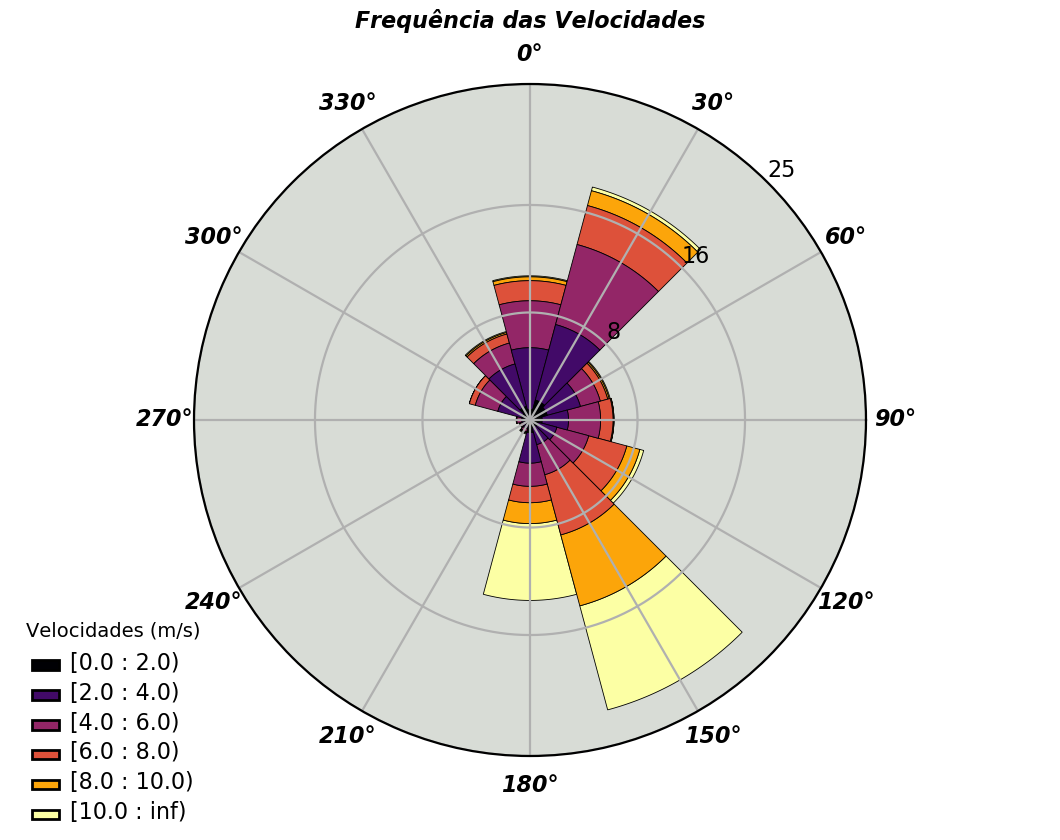 Frequência das Velocidades
0°
330°
30°
25
300°
60°
16
8
270°
90°
240°
120°
210°
150°
180°
Velocidades (m/s)
[0.0 : 2.0)
[2.0 : 4.0)
[4.0 : 6.0)
[6.0 : 8.0)
[8.0 : 10.0)
[10.0 : inf)